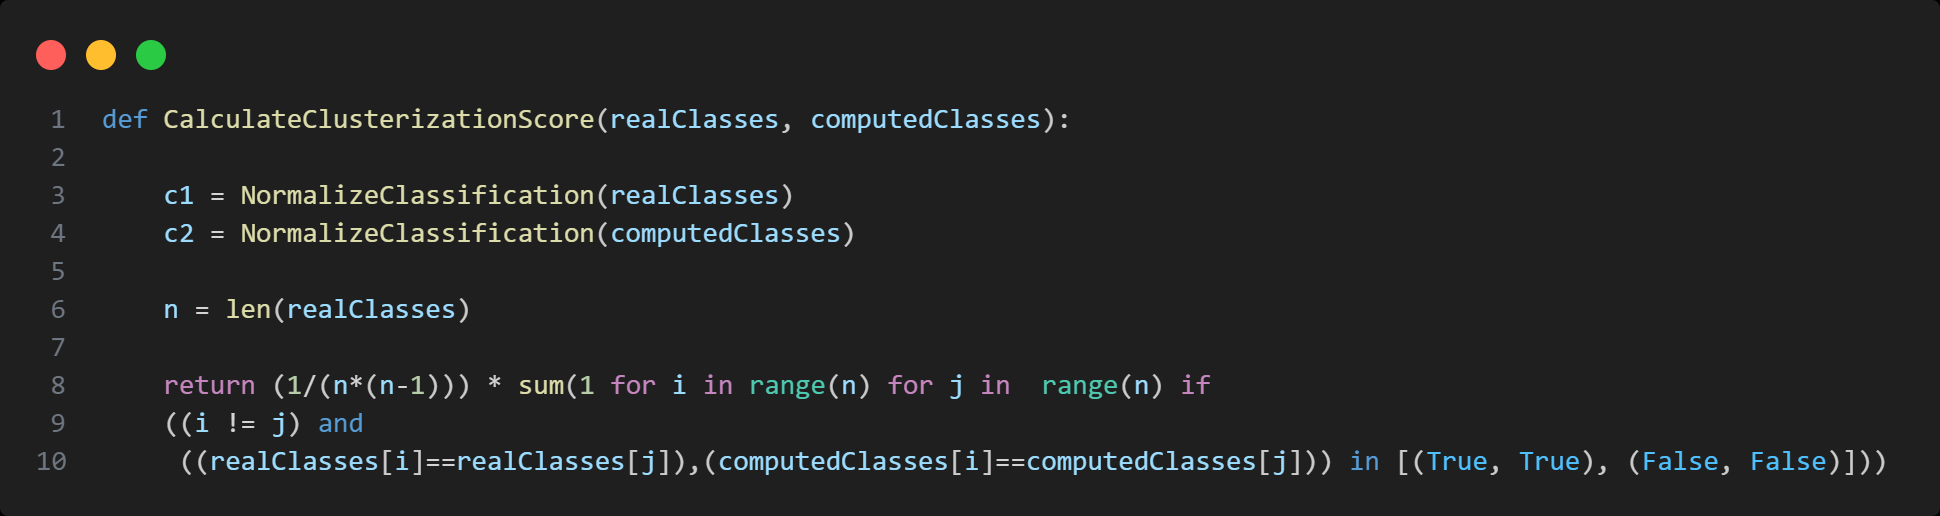 1 def CalculateClusterizationScore(realClasses, computedClasses):
2
3     c1 = NormalizeClassification(realClasses)
4     c2 = NormalizeClassification(computedClasses)
5
6     n = len(realClasses)
7
8     return (1/(n*(n-1))) * sum(1 for i in range(n) for j in  range(n) if
9     ((i != j) and
10     ((realClasses[i]==realClasses[j]),(computedClasses[i]==computedClasses[j])) in [(True, True), (False, False)]))